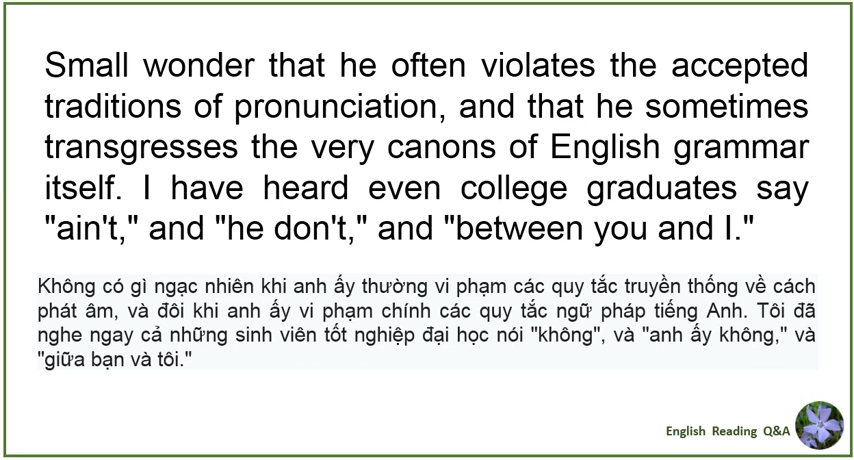 Small wonder that he often violates the accepted
traditions of pronunciation, and that he sometimes
transgresses the very canons of English grammar
itself. I have heard even college graduates say
"ain't," and "he don't," and "between you and I."
Không có gì ngạc nhiên khi anh ấy thường vi phạm các quy tắc truyền thống về cách
phát âm, và đôi khi anh ấy vi phạm chính các quy tắc ngữ pháp tiếng Anh. Tôi đã
nghe ngay cả những sinh viên tốt nghiệp đại học nói "không", và "anh ấy không," và
"giữa bạn và tôi."
English Reading Q&A